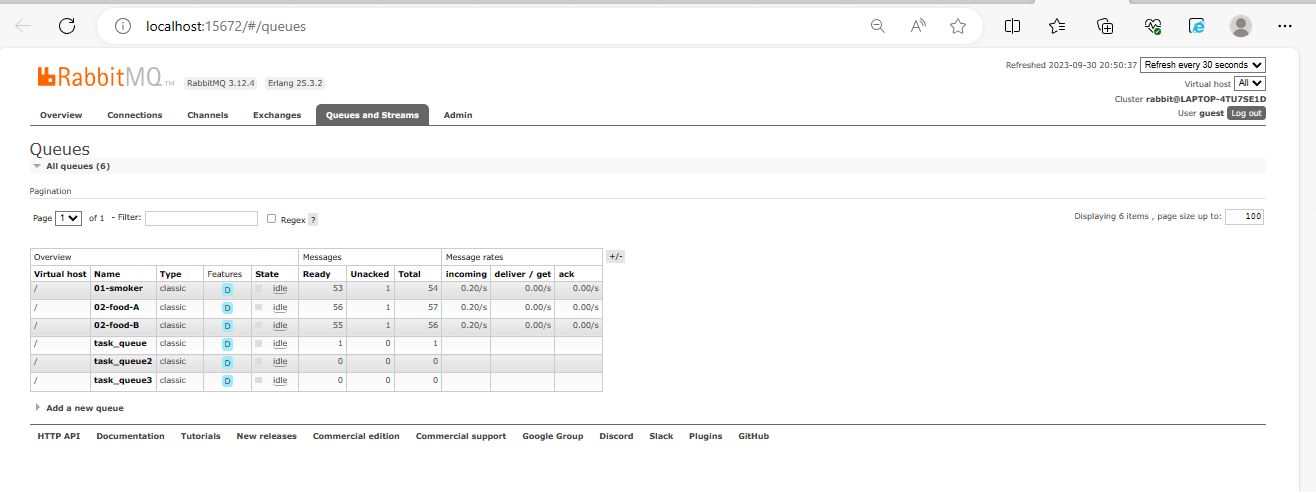 localhost:15672/#/queues
RabbitMQ TM RabbitMQ 3.12.4 Erlang 25.3.2
Refreshed 2023-09-30 20:50:37 Refresh every 30 seconds
Virtual host All
Cluster rabbit@LAPTOP-4TU7SE1D
User guest Log out
Overview Connections Channels Exchanges Queues and Streams Admin
Queues
All queues (6)
Pagination
Page 1 of 1 - Filter: Regex ? Displaying 6 items , page size up to: 100
Overview Messages Message rates +/-
Virtual host Name Type Features State Ready Unacked Total incoming deliver / get ack
/ 01-smoker classic D idle 53 1 54 0.20/s 0.00/s 0.00/s
/ 02-food-A classic D idle 56 1 57 0.20/s 0.00/s 0.00/s
/ 02-food-B classic D idle 55 1 56 0.20/s 0.00/s 0.00/s
/ task_queue classic D idle 1 0 1
/ task_queue2 classic D idle 0 0 0
/ task_queue3 classic D idle 0 0 0
Add a new queue
HTTP API Documentation Tutorials New releases Commercial edition Commercial support Google Group Discord Slack Plugins GitHub